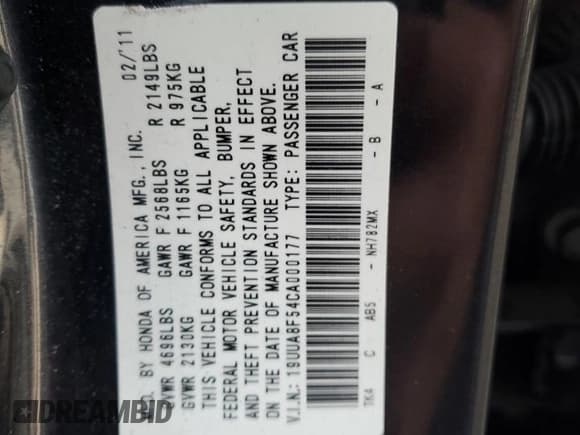 BY HONDA OF AMERICA MFG., INC. 02/'11
GVWR 4696LBS GAWR F 2568LBS R 2149LBS
GVWR 2130KG GAWR F 1165KG R 975KG
THIS VEHICLE CONFORMS TO ALL APPLICABLE
FEDERAL MOTOR VEHICLE SAFETY, BUMPER,
AND THEFT PREVENTION STANDARDS IN EFFECT
ON THE DATE OF MANUFACTURE SHOWN ABOVE.
V.I.N.: 19UUA8F54CA000177 TYPE: PASSENGER CAR
TK4 C AB5 - NH782MX - B - A
DREAMBID